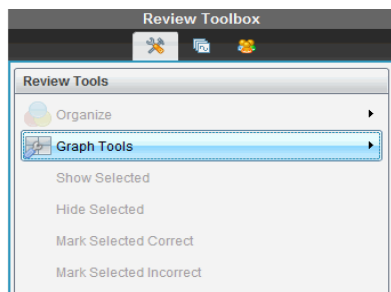 Review Toolbox
Review Tools
Organize
Graph Tools
Show Selected
Hide Selected
Mark Selected Correct
Mark Selected Incorrect